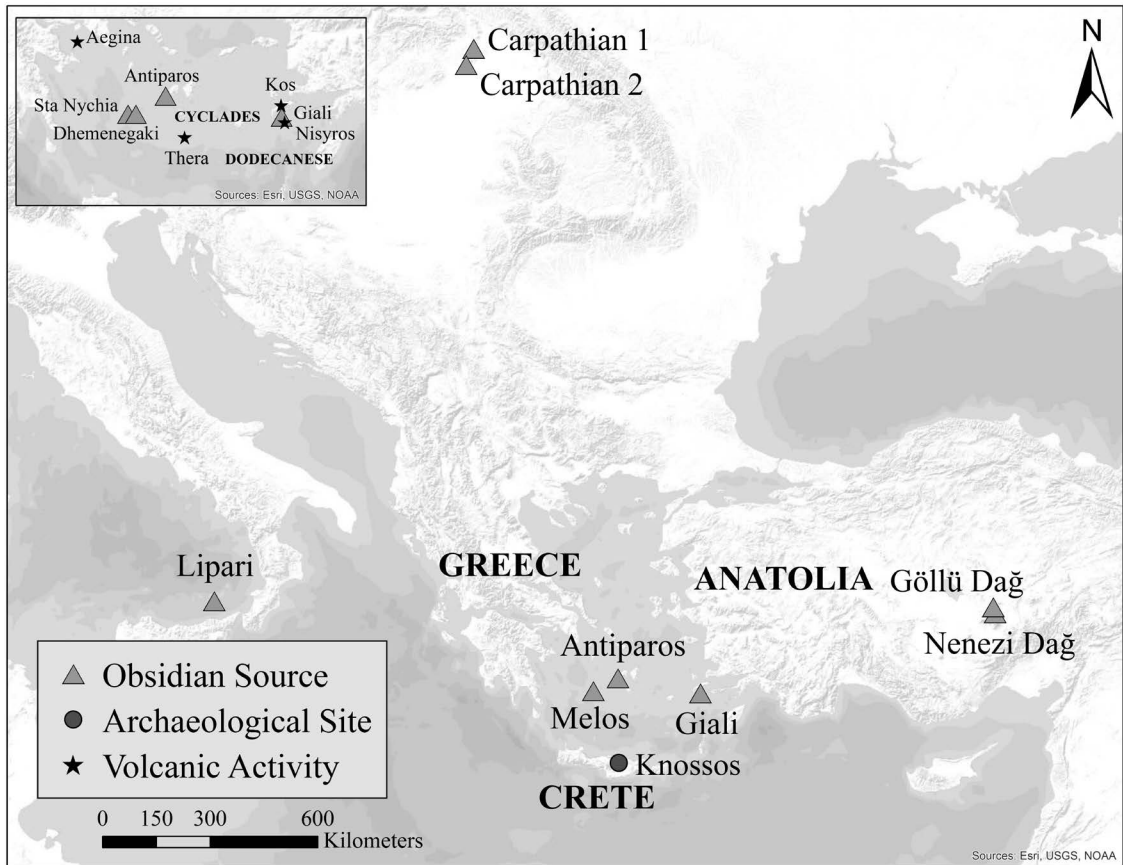 Aegina
Antiparos
Kos
Sta Nychia
CYCLADES
Giali
Dhemenegaki
Nisyros
Thera
DODECANESE
Sources: Esri, USGS, NOAA
Carpathian 1
Carpathian 2
N
Lipari
GREECE
ANATOLIA
Göllü Dağ
Nenezi Dağ
Antiparos
Melos
Giali
Knossos
CRETE
Obsidian Source
Archaeological Site
Volcanic Activity
0 150 300 600
Kilometers
Sources: Esri, USGS, NOAA